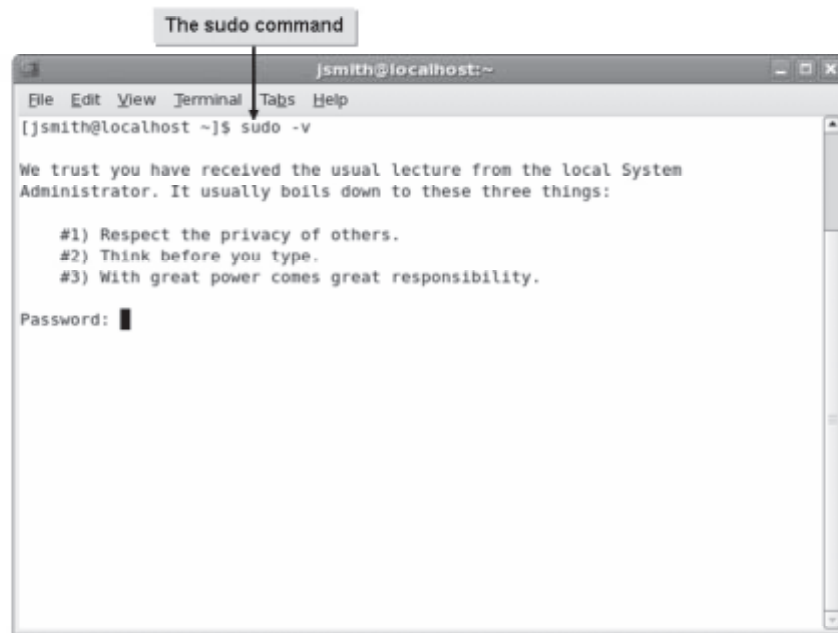 The sudo command
jsmith@localhost:~
File Edit View Terminal Tabs Help
[jsmith@localhost ~]$ sudo -v
We trust you have received the usual lecture from the local System
Administrator. It usually boils down to these three things:
#1) Respect the privacy of others.
#2) Think before you type.
#3) With great power comes great responsibility.
Password: